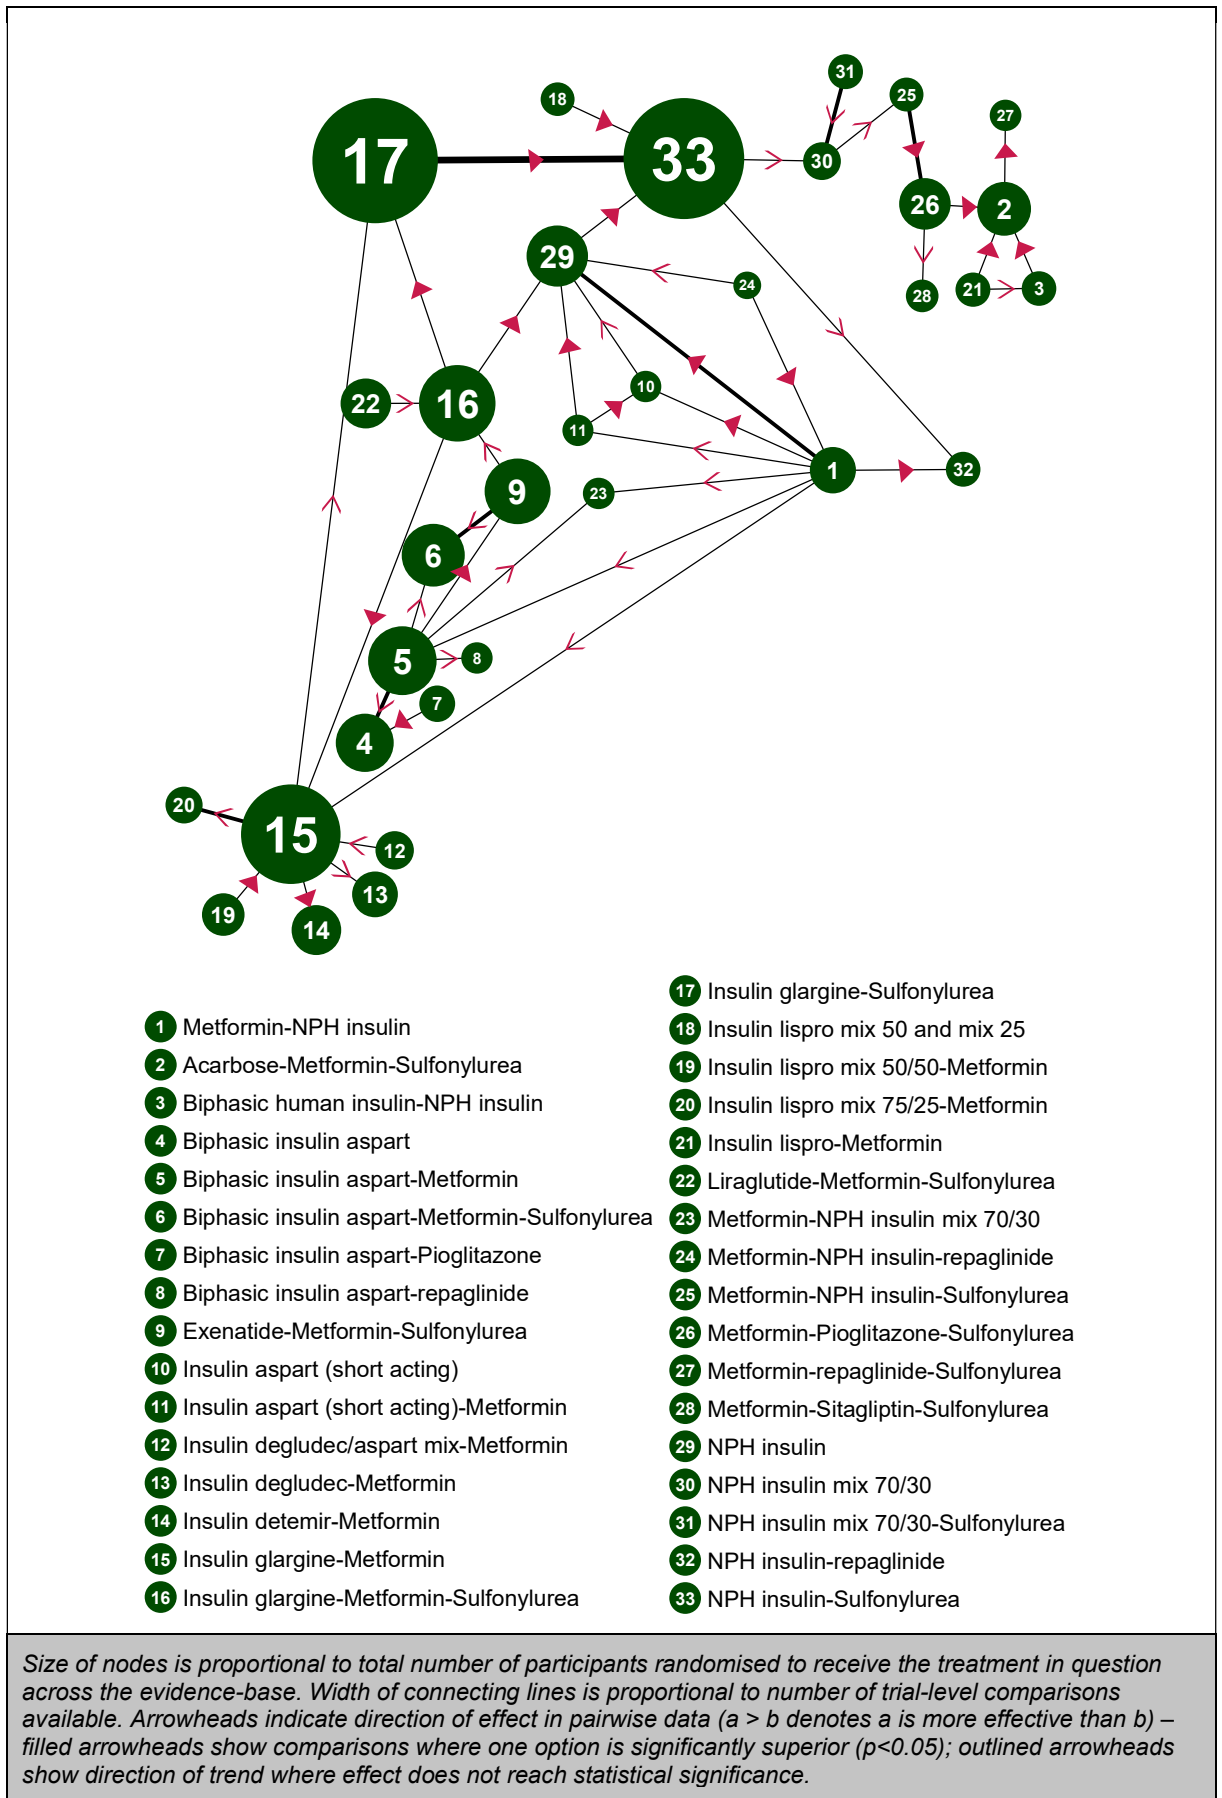 31
25
18
27
17
33
30
26
2
29
24
28
21
3
22
16
10
11
1
32
9
23
6
5
8
7
4
20
15
12
13
19
14
1 Metformin-NPH insulin
2 Acarbose-Metformin-Sulfonylurea
3 Biphasic human insulin-NPH insulin
4 Biphasic insulin aspart
5 Biphasic insulin aspart-Metformin
6 Biphasic insulin aspart-Metformin-Sulfonylurea
7 Biphasic insulin aspart-Pioglitazone
8 Biphasic insulin aspart-repaglinide
9 Exenatide-Metformin-Sulfonylurea
10 Insulin aspart (short acting)
11 Insulin aspart (short acting)-Metformin
12 Insulin degludec/aspart mix-Metformin
13 Insulin degludec-Metformin
14 Insulin detemir-Metformin
15 Insulin glargine-Metformin
16 Insulin glargine-Metformin-Sulfonylurea
17 Insulin glargine-Sulfonylurea
18 Insulin lispro mix 50 and mix 25
19 Insulin lispro mix 50/50-Metformin
20 Insulin lispro mix 75/25-Metformin
21 Insulin lispro-Metformin
22 Liraglutide-Metformin-Sulfonylurea
23 Metformin-NPH insulin mix 70/30
24 Metformin-NPH insulin-repaglinide
25 Metformin-NPH insulin-Sulfonylurea
26 Metformin-Pioglitazone-Sulfonylurea
27 Metformin-repaglinide-Sulfonylurea
28 Metformin-Sitagliptin-Sulfonylurea
29 NPH insulin
30 NPH insulin mix 70/30
31 NPH insulin mix 70/30-Sulfonylurea
32 NPH insulin-repaglinide
33 NPH insulin-Sulfonylurea
Size of nodes is proportional to total number of participants randomised to receive the treatment in question
across the evidence-base. Width of connecting lines is proportional to number of trial-level comparisons
available. Arrowheads indicate direction of effect in pairwise data (a > b denotes a is more effective than b) –
filled arrowheads show comparisons where one option is significantly superior (p<0.05); outlined arrowheads
show direction of trend where effect does not reach statistical significance.